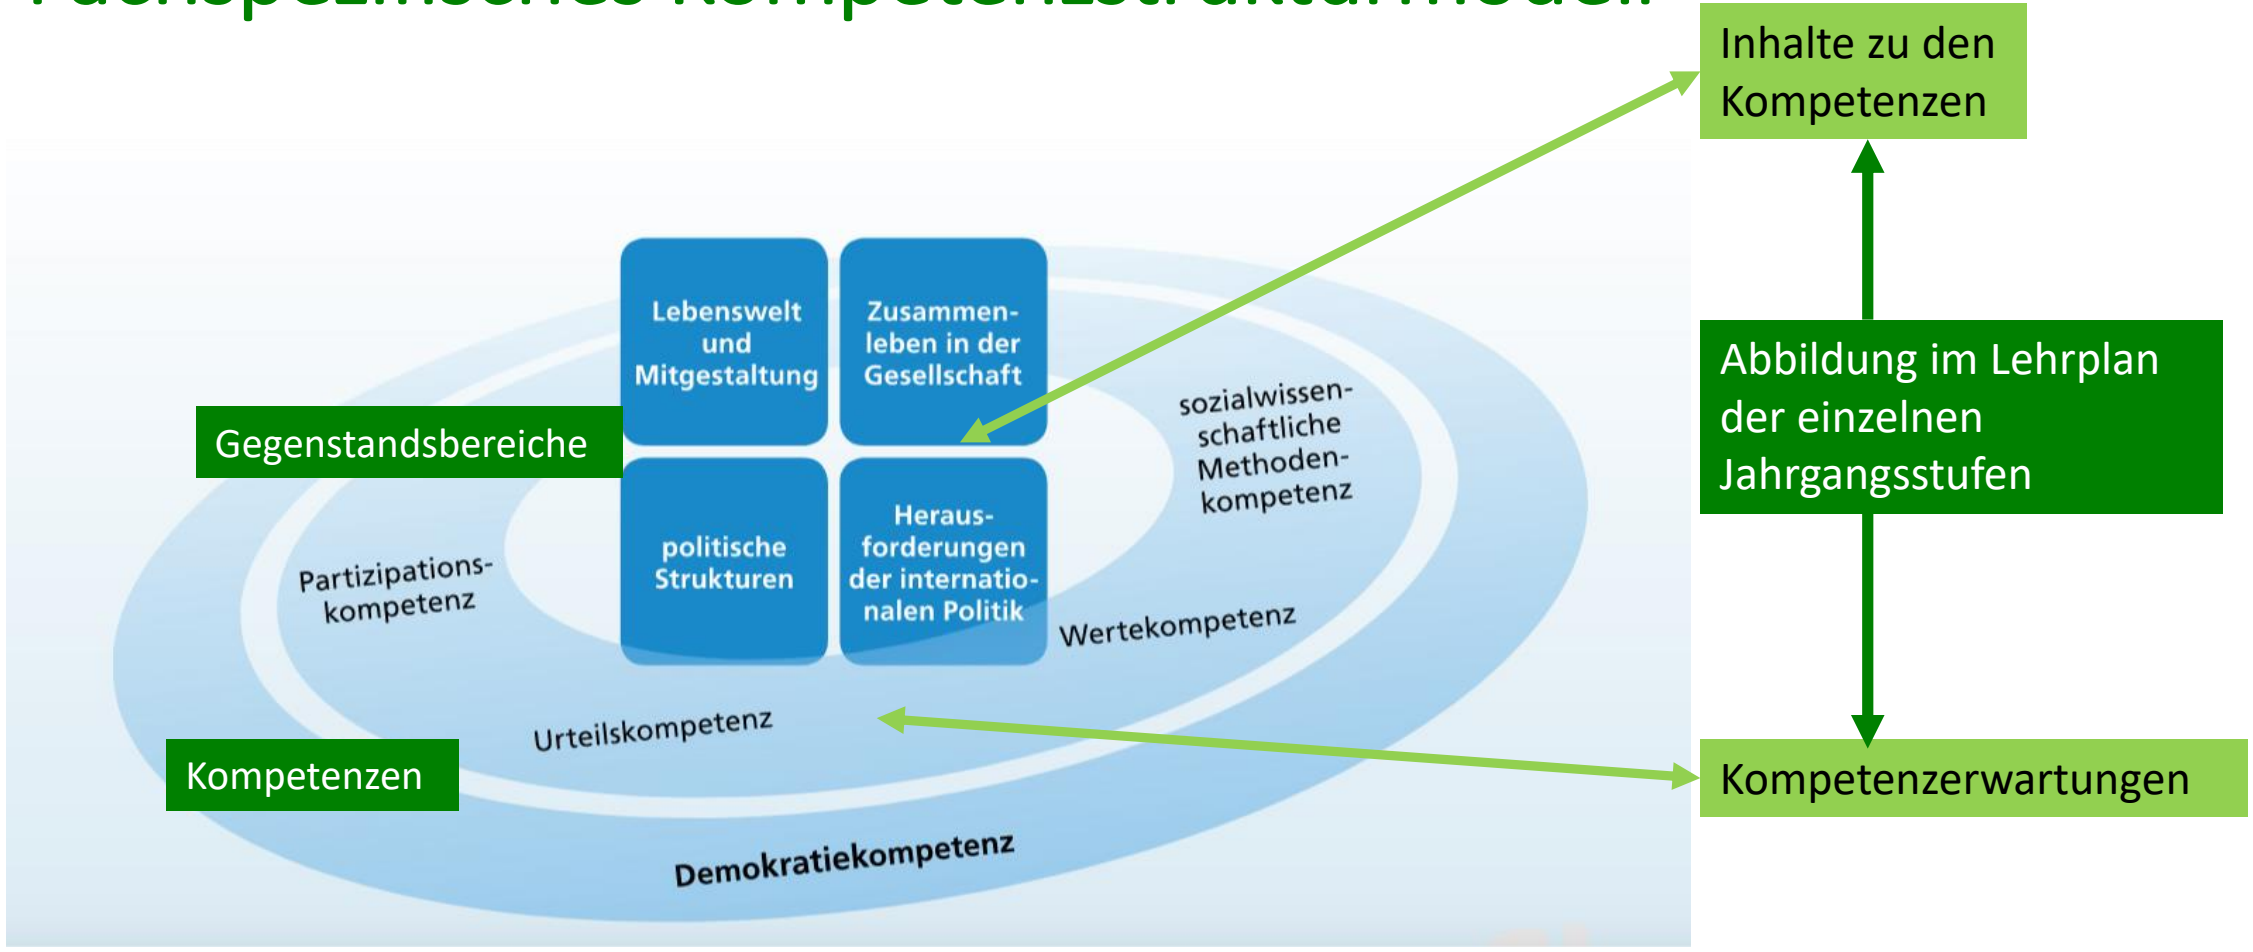 Fachspezifisches Kompetenzstrukturmodell
Inhalte zu den
Kompetenzen
Lebenswelt
und
Mitgestaltung
Zusammen-
leben in der
Gesellschaft
Abbildung im Lehrplan
der einzelnen
Jahrgangsstufen
sozialwissen-
schaftliche
Methoden-
kompetenz
Gegenstandsbereiche
politische
Strukturen
Heraus-
forderungen
der internatio-
nalen Politik
Partizipations-
kompetenz
Wertekompetenz
Urteilskompetenz
Kompetenzen
Kompetenzerwartungen
Demokratiekompetenz